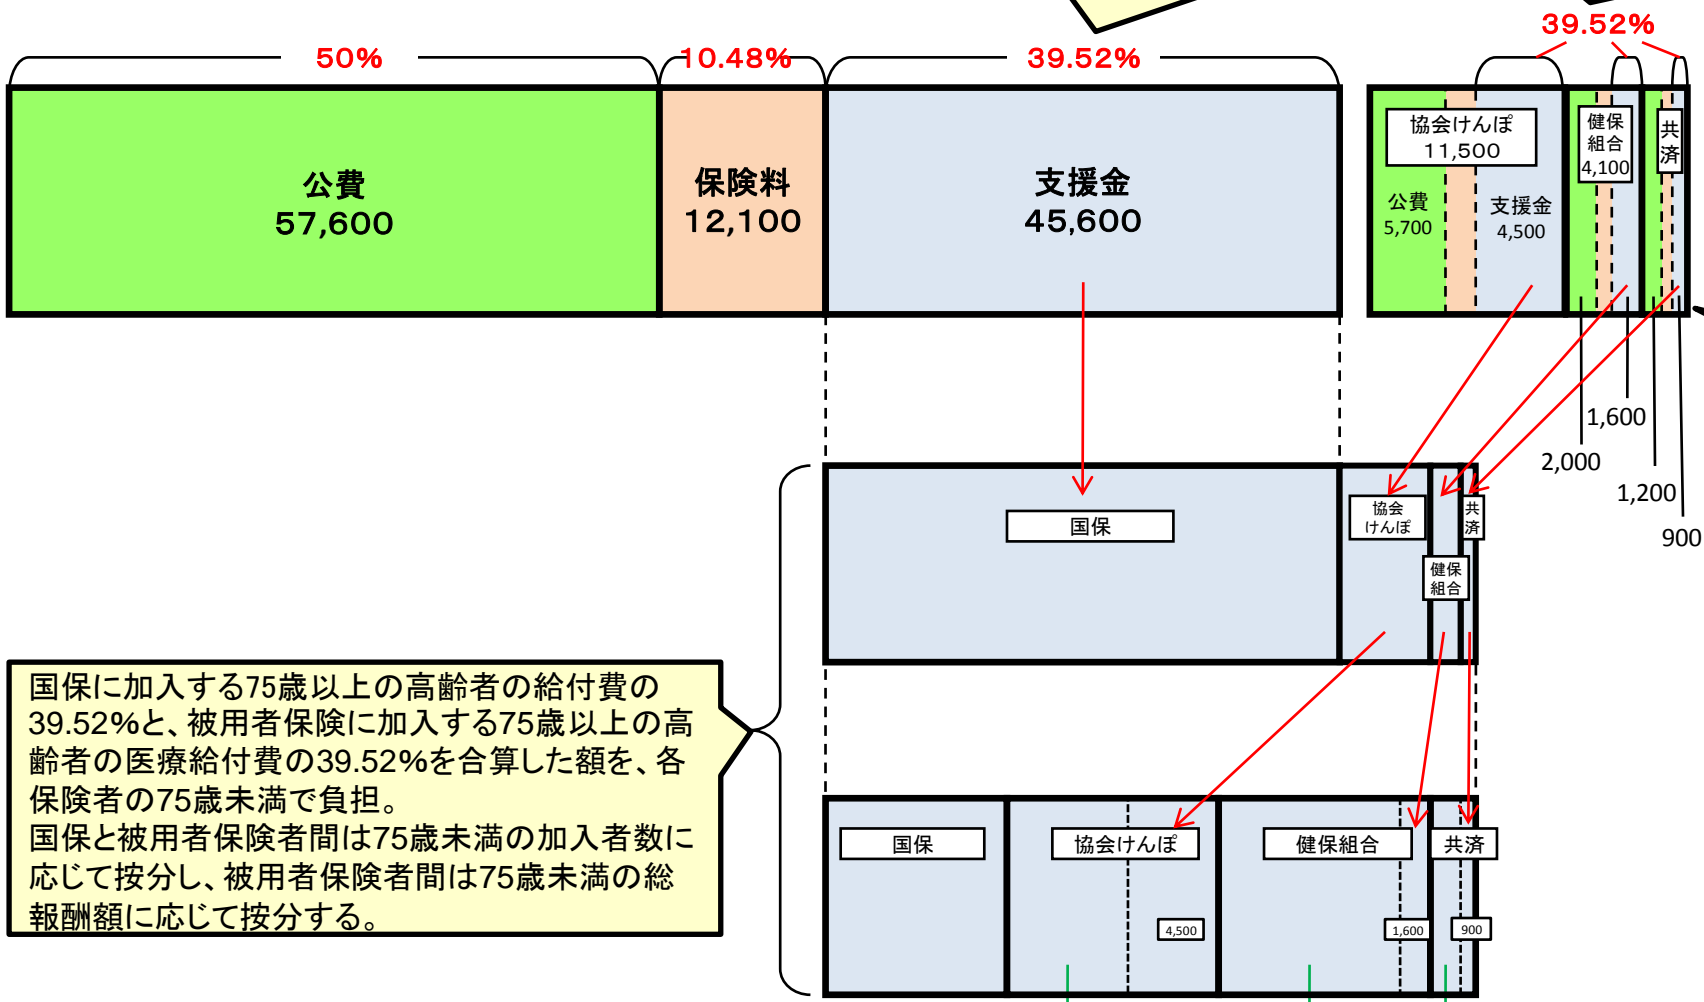 50%
10.48%
39.52%
39.52%
公費
57,600
保険料
12,100
支援金
45,600
協会けんぽ
11,500
公費
5,700
支援金
4,500
健保
組合
4,100
共
済
1,600
2,000
1,200
900
国保
協会
けんぽ
健保
組合
共
済
国保に加入する75歳以上の高齢者の給付費の
39.52%と、被用者保険に加入する75歳以上の高
齢者の医療給付費の39.52%を合算した額を、各
保険者の75歳未満で負担。
国保と被用者保険者間は75歳未満の加入者数に
応じて按分し、被用者保険者間は75歳未満の総
報酬額に応じて按分する。
国保
協会けんぽ
健保組合
共済
4,500
1,600
900